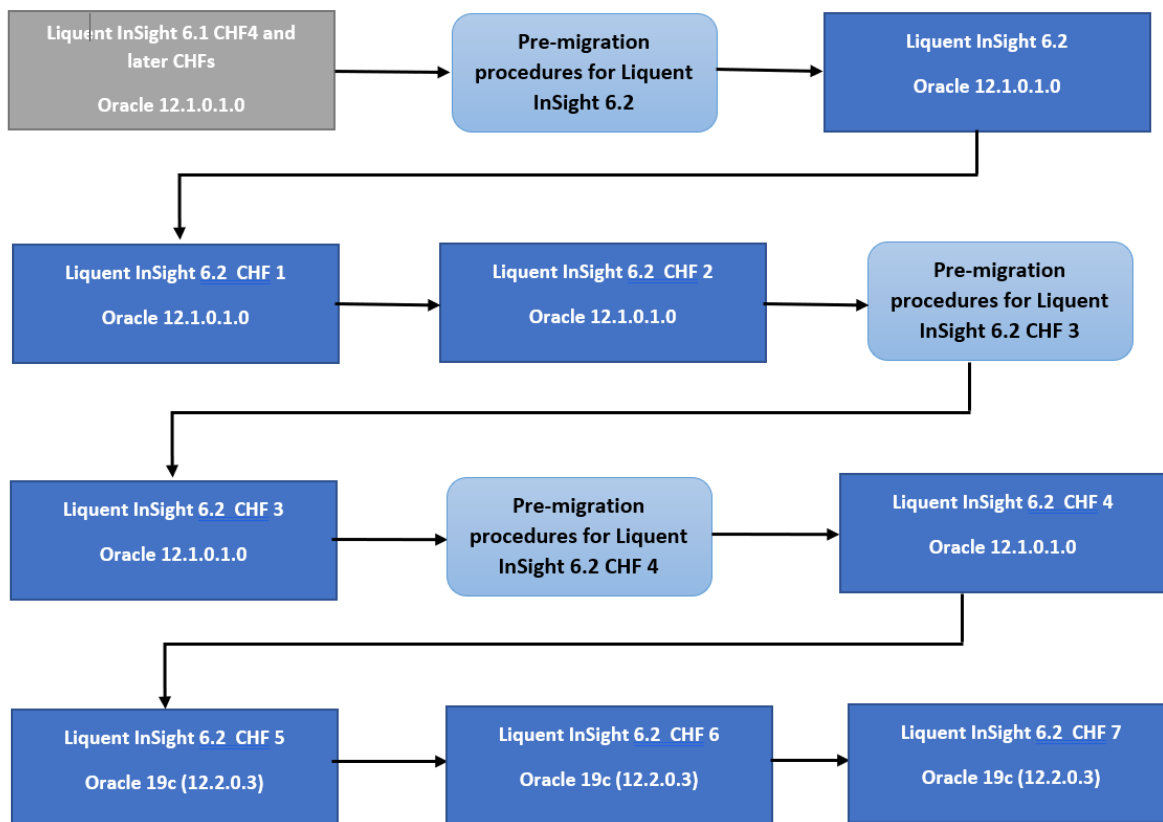 Liquent InSight 6.1 CHF4 and
later CHFs
Oracle 12.1.0.1.0
Pre-migration
procedures for Liquent
InSight 6.2
Liquent InSight 6.2
Oracle 12.1.0.1.0
Liquent InSight 6.2 CHF 1
Oracle 12.1.0.1.0
Liquent InSight 6.2 CHF 2
Oracle 12.1.0.1.0
Pre-migration
procedures for Liquent
InSight 6.2 CHF 3
Liquent InSight 6.2 CHF 3
Oracle 12.1.0.1.0
Pre-migration
procedures for Liquent
InSight 6.2 CHF 4
Liquent InSight 6.2 CHF 4
Oracle 12.1.0.1.0
Liquent InSight 6.2 CHF 5
Oracle 19c (12.2.0.3)
Liquent InSight 6.2 CHF 6
Oracle 19c (12.2.0.3)
Liquent InSight 6.2 CHF 7
Oracle 19c (12.2.0.3)